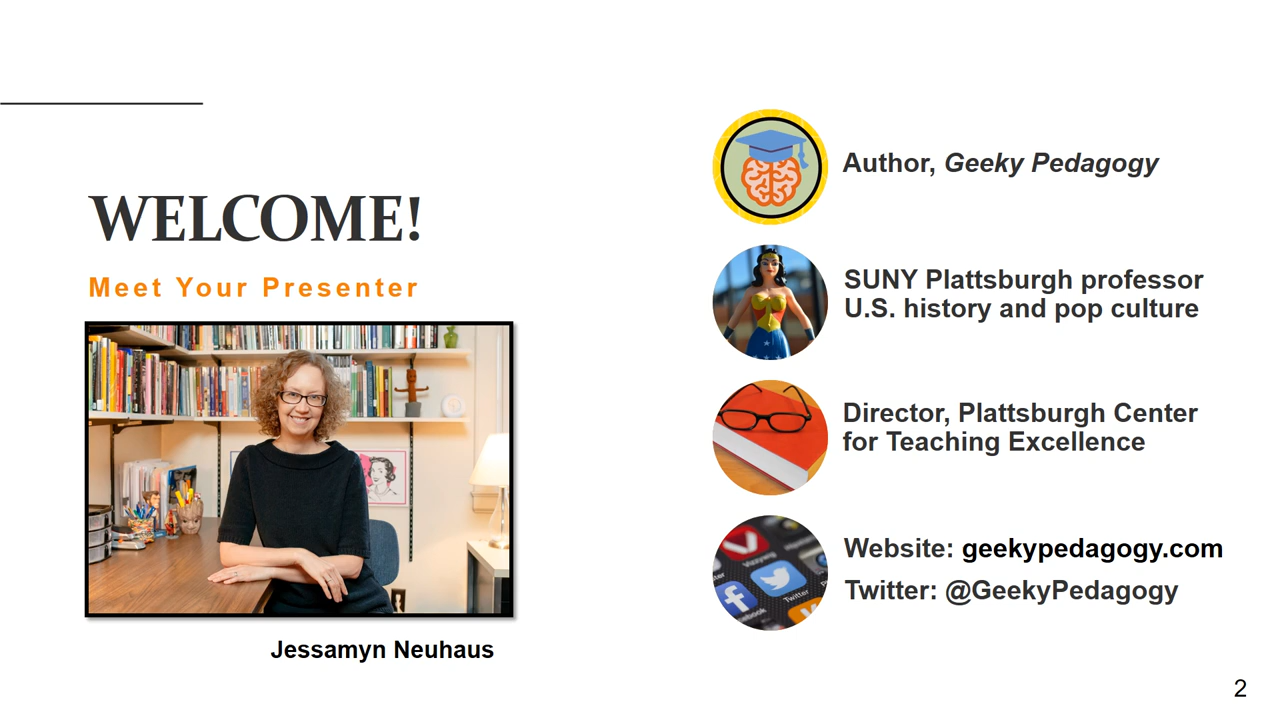 WELCOME!
Meet Your Presenter
Jessamyn Neuhaus
Author, Geeky Pedagogy
SUNY Plattsburgh professor
U.S. history and pop culture
Director, Plattsburgh Center
for Teaching Excellence
Twitter
Website: geekypedagogy.com
Twitter: @GeekyPedagogy
2